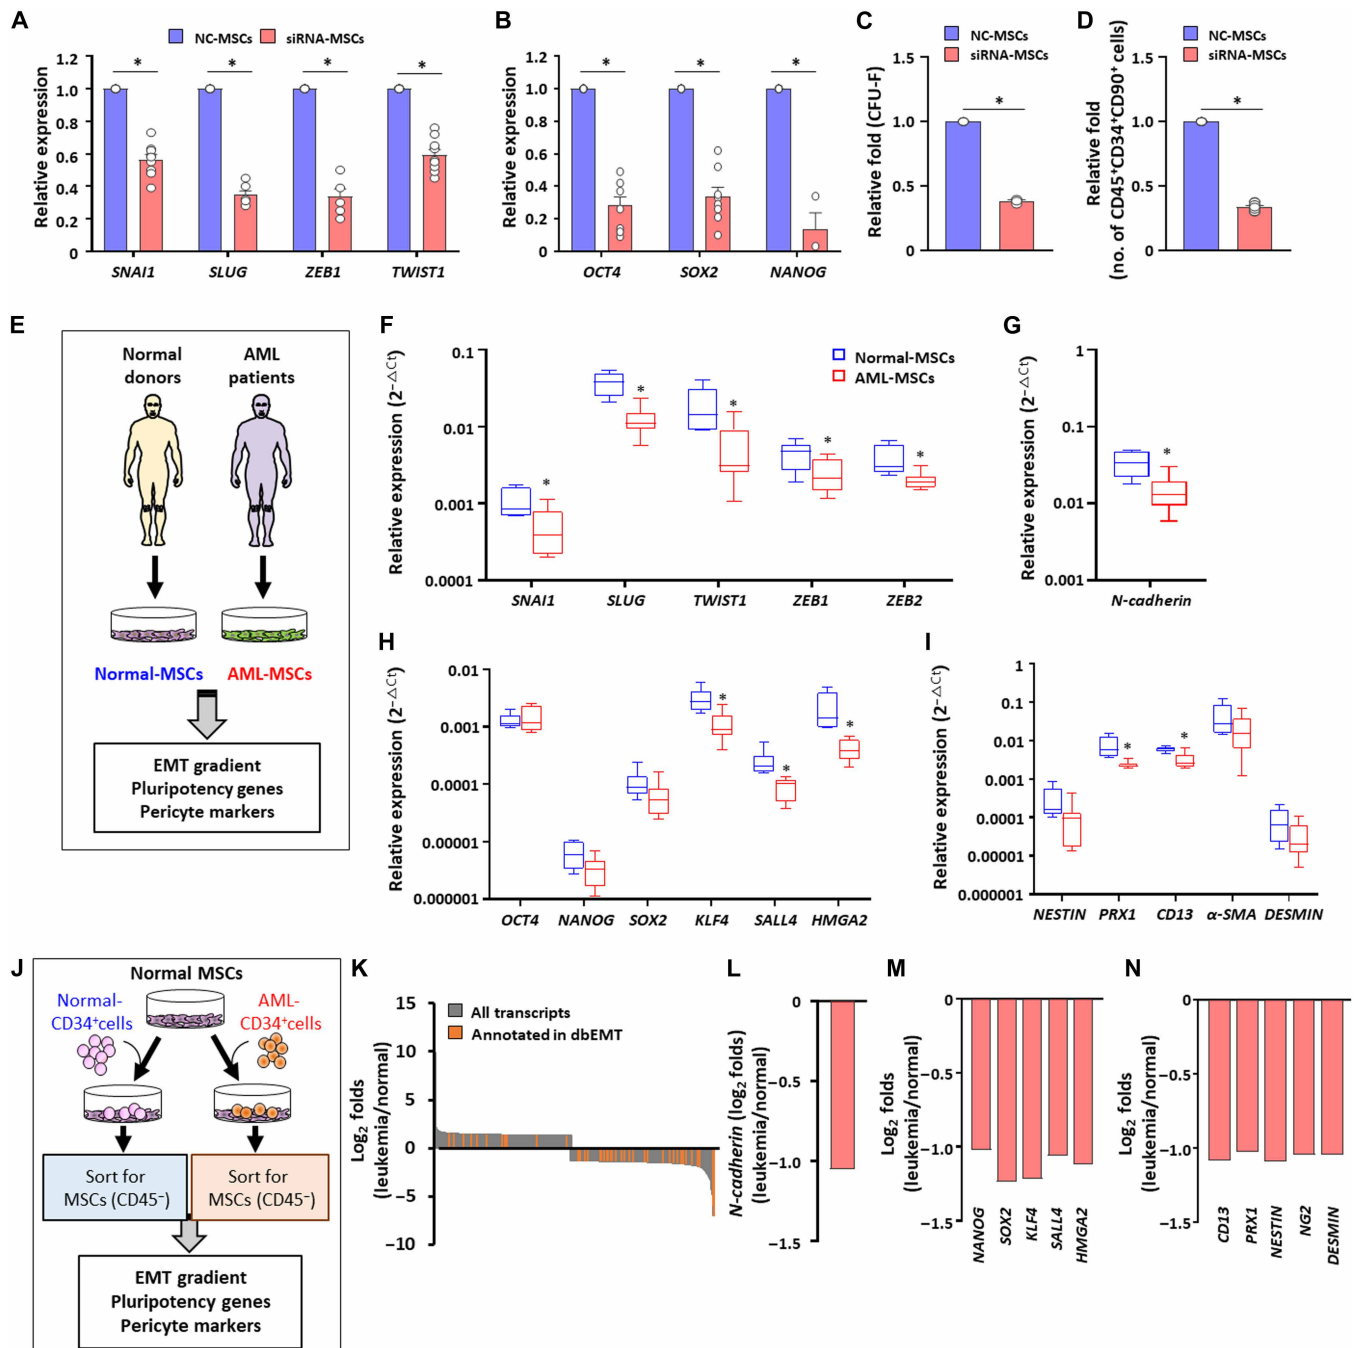 A
NC-MSCs siRNA-MSCs
Relative expression
1.2
1.0
0.8
0.6
0.4
0.2
0
* * * *
SNAI1 SLUG ZEB1 TWIST1
B
Relative expression
1.2
1.0
0.8
0.6
0.4
0.2
0
* * *
OCT4 SOX2 NANOG
C
NC-MSCs
siRNA-MSCs
Relative fold (CFU-F)
1.5
1.0
0.5
0
*
D
NC-MSCs
siRNA-MSCs
Relative fold
(no. of CD45⁺CD34⁺CD90⁺ cells)
1.5
1.0
0.5
0
*
E
Normal
donors
AML
patients
Normal-MSCs AML-MSCs
EMT gradient
Pluripotency genes
Pericyte markers
F
Relative expression (2⁻△Ct)
0.1
0.01
0.001
0.0001
Normal-MSCs
AML-MSCs
* * * * *
SNAI1 SLUG TWIST1 ZEB1 ZEB2
G
Relative expression (2⁻△Ct)
1
0.1
0.01
0.001
*
N-cadherin
H
Relative expression (2⁻△Ct)
0.01
0.001
0.0001
0.00001
0.000001
* * *
OCT4 NANOG SOX2 KLF4 SALL4 HMGA2
I
Relative expression (2⁻△Ct)
1
0.1
0.01
0.001
0.0001
0.00001
0.000001
* *
NESTIN PRX1 CD13 α-SMA DESMIN
J
Normal MSCs
Normal-
CD34⁺cells
AML-
CD34⁺cells
Sort for
MSCs (CD45⁻)
Sort for
MSCs (CD45⁻)
EMT gradient
Pluripotency genes
Pericyte markers
K
Log₂ folds
(leukemia/normal)
15
10
5
0
−5
−10
All transcripts
Annotated in dbEMT
L
N-cadherin (log₂ folds)
(leukemia/normal)
0
−0.5
−1.0
−1.5
M
Log₂ folds
(leukemia/normal)
0
−0.5
−1.0
−1.5
NANOG
SOX2
KLF4
SALL4
HMGA2
N
Log₂ folds
(leukemia/normal)
0
−0.5
−1.0
−1.5
CD13
PRX1
NESTIN
NG2
DESMIN